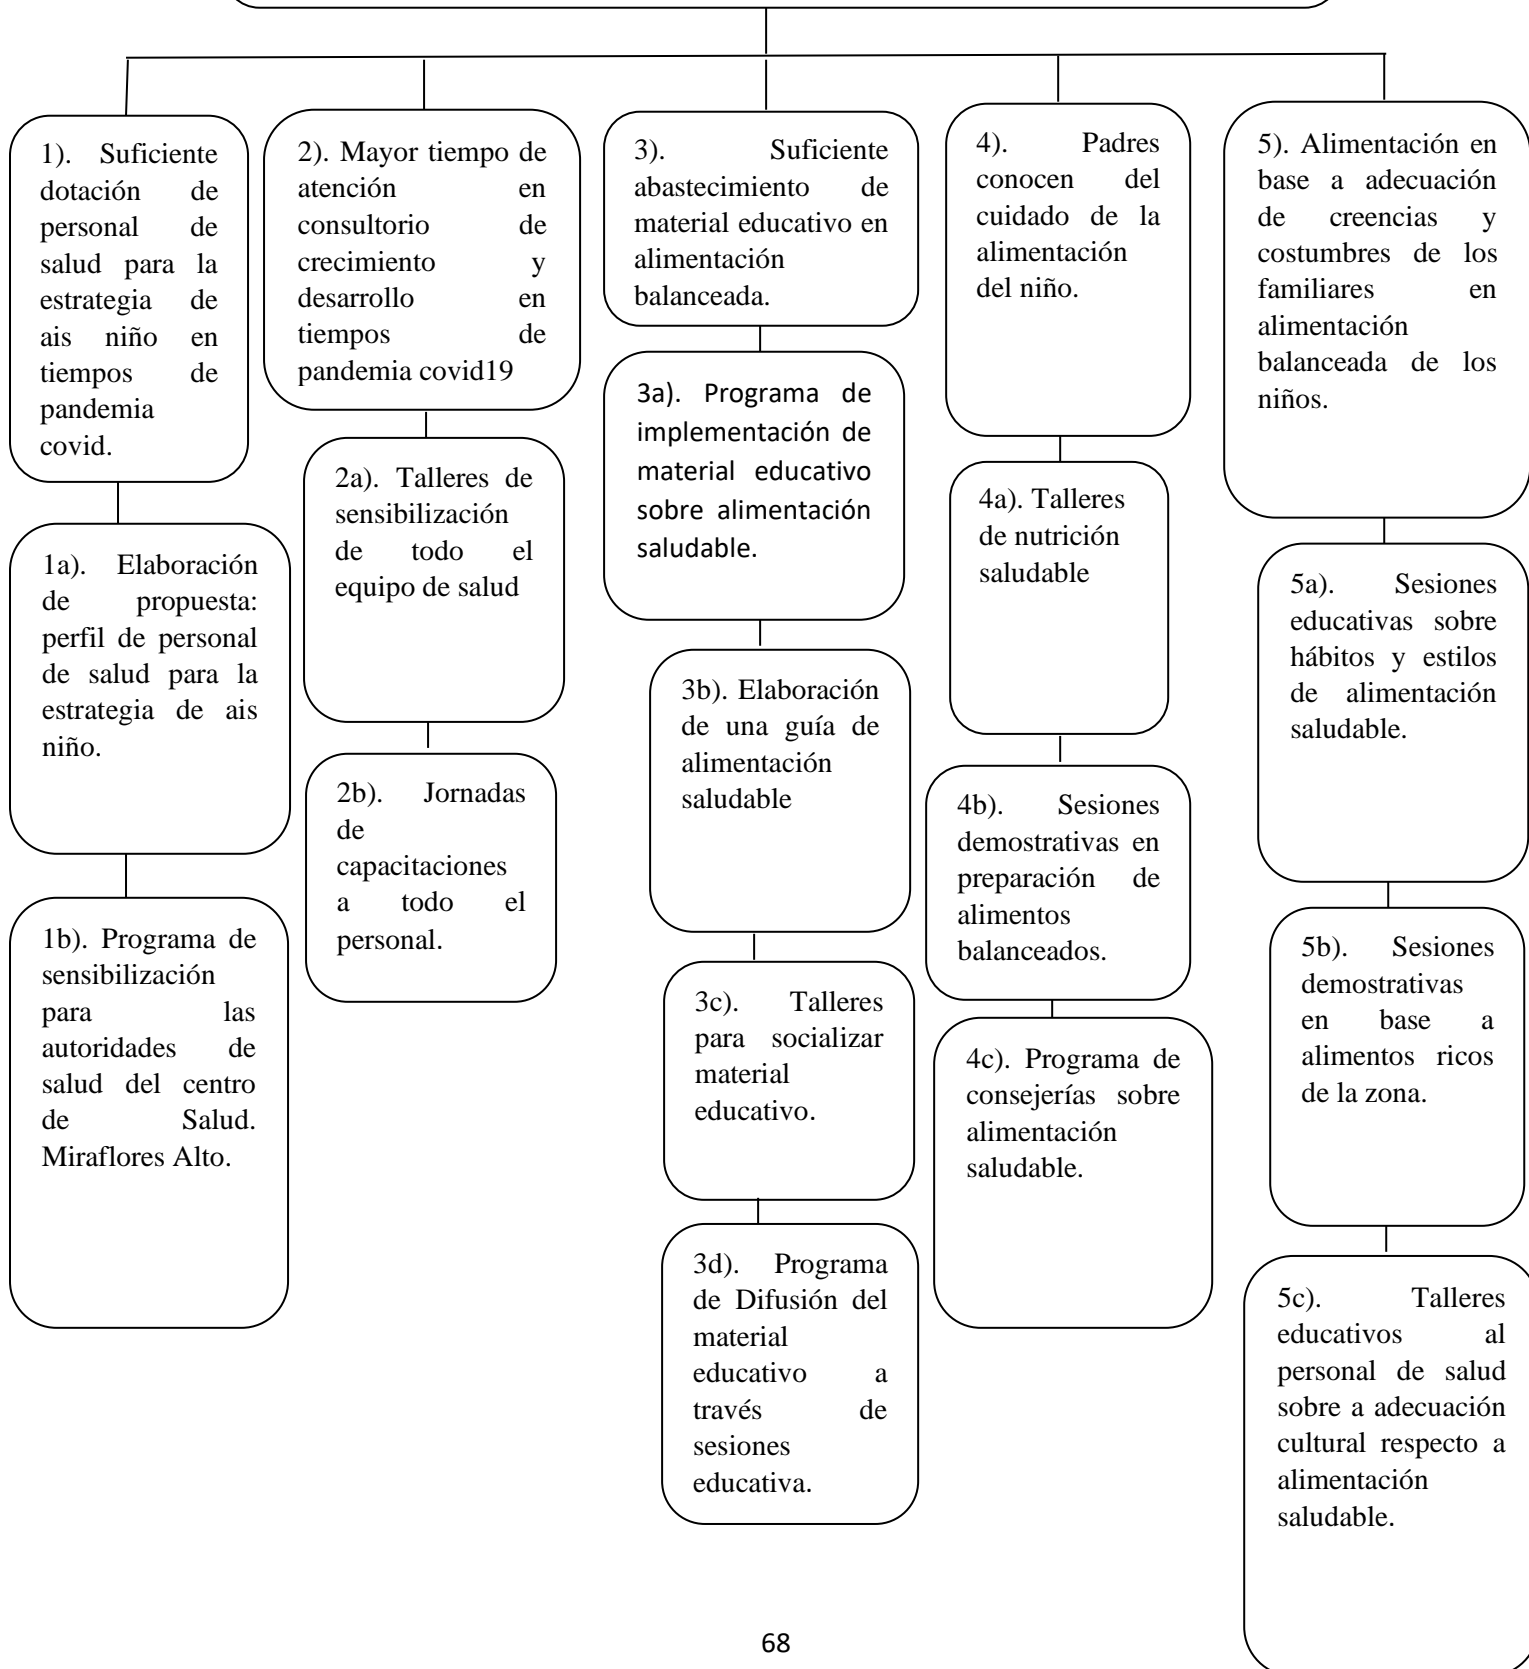 1). Suficiente
dotación de
personal de
salud para la
estrategia de
ais niño en
tiempos de
pandemia
covid.
1a). Elaboración
de propuesta:
perfil de personal
de salud para la
estrategia de ais
niño.
1b). Programa de
sensibilización
para las
autoridades de
salud del centro
de Salud.
Miraflores Alto.
2). Mayor tiempo de
atención en
consultorio de
crecimiento y
desarrollo en
tiempos de
pandemia covid19
2a). Talleres de
sensibilización
de todo el
equipo de salud
2b). Jornadas
de
capacitaciones
a todo el
personal.
3). Suficiente
abastecimiento de
material educativo en
alimentación
balanceada.
3a). Programa de
implementación de
material educativo
sobre alimentación
saludable.
3b). Elaboración
de una guía de
alimentación
saludable
3c). Talleres
para socializar
material
educativo.
3d). Programa
de Difusión del
material
educativo a
través de
sesiones
educativa.
4). Padres
conocen del
cuidado de la
alimentación
del niño.
4a). Talleres
de nutrición
saludable
4b). Sesiones
demostrativas en
preparación de
alimentos
balanceados.
4c). Programa de
consejerías sobre
alimentación
saludable.
5). Alimentación en
base a adecuación
de creencias y
costumbres de los
familiares en
alimentación
balanceada de los
niños.
5a). Sesiones
educativas sobre
hábitos y estilos
de alimentación
saludable.
5b). Sesiones
demostrativas
en base a
alimentos ricos
de la zona.
5c). Talleres
educativos al
personal de salud
sobre a adecuación
cultural respecto a
alimentación
saludable.
68